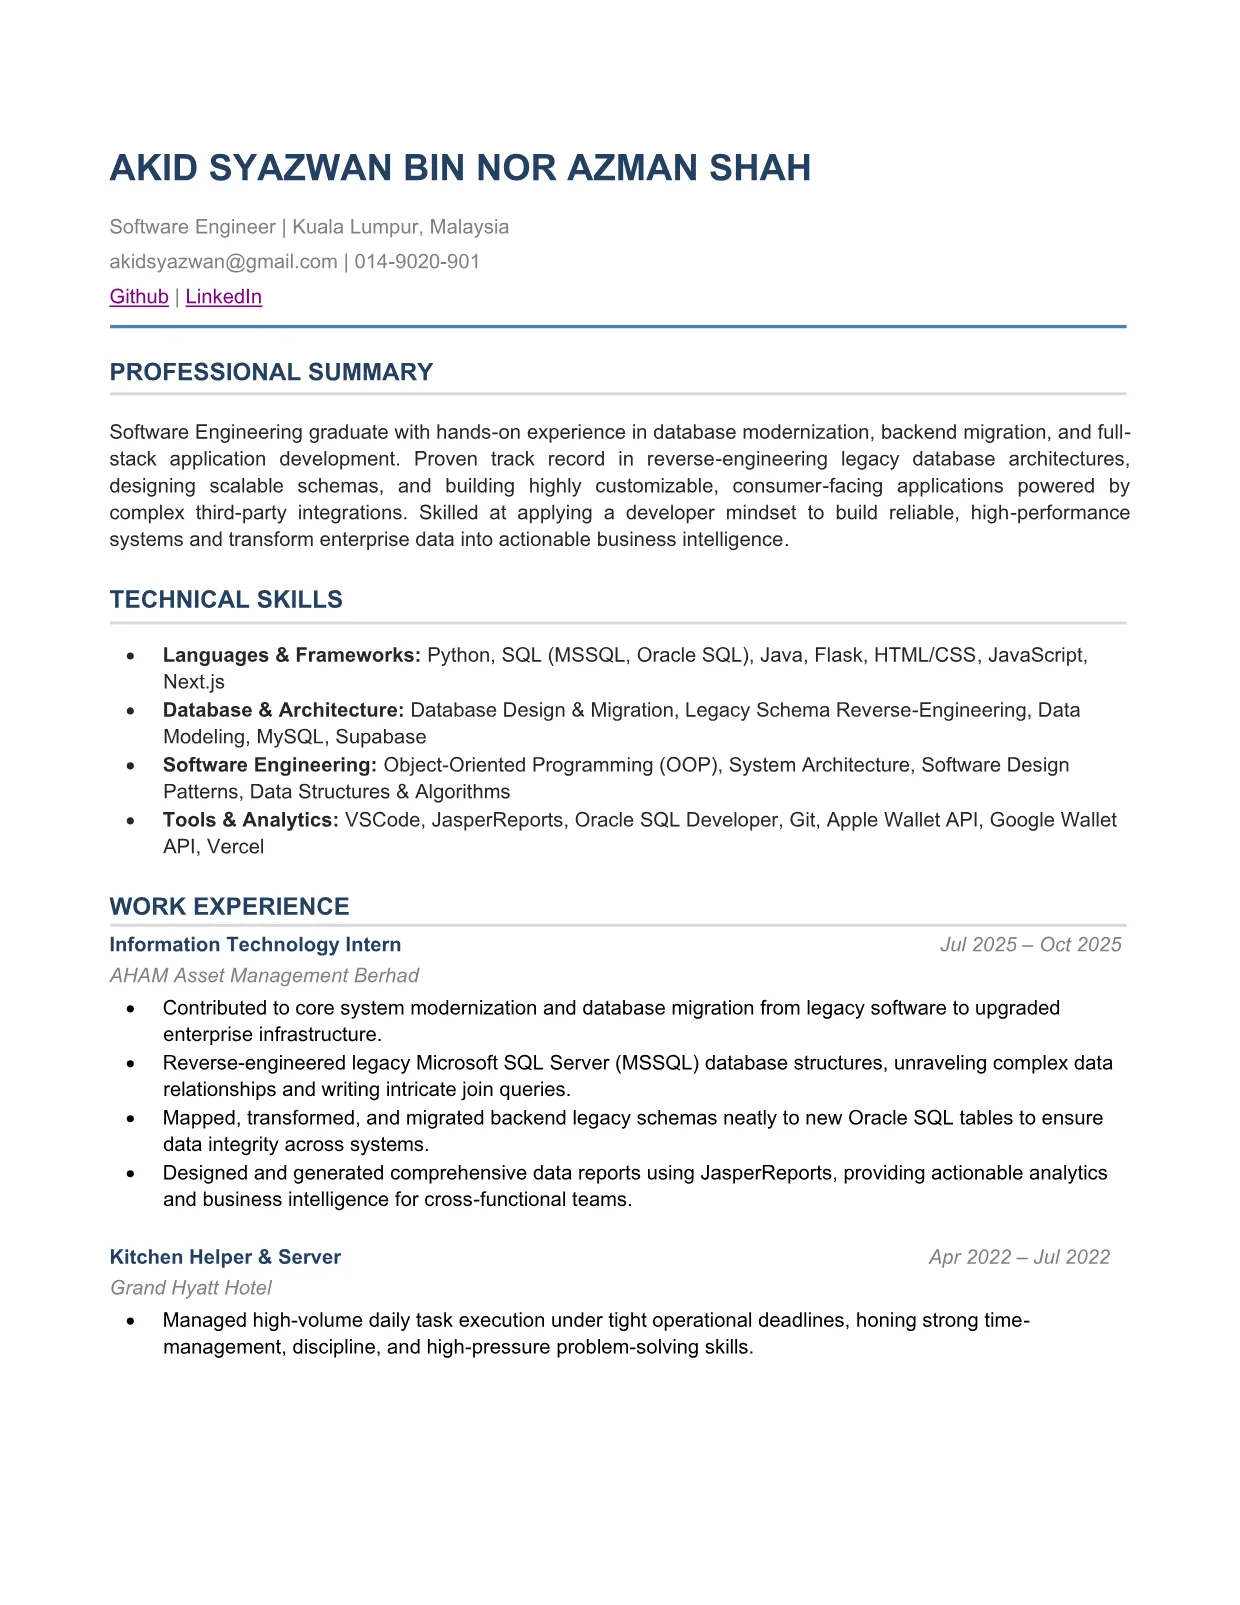 AKID SYAZWAN BIN NOR AZMAN SHAH
Software Engineer | Kuala Lumpur, Malaysia
akidsyazwan@gmail.com | 014-9020-901
Github | LinkedIn
PROFESSIONAL SUMMARY
Software Engineering graduate with hands-on experience in database modernization, backend migration, and full-
stack application development. Proven track record in reverse-engineering legacy database architectures,
designing scalable schemas, and building highly customizable, consumer-facing applications powered by
complex third-party integrations. Skilled at applying a developer mindset to build reliable, high-performance
systems and transform enterprise data into actionable business intelligence.
TECHNICAL SKILLS
• Languages & Frameworks: Python, SQL (MSSQL, Oracle SQL), Java, Flask, HTML/CSS, JavaScript,
Next.js
• Database & Architecture: Database Design & Migration, Legacy Schema Reverse-Engineering, Data
Modeling, MySQL, Supabase
• Software Engineering: Object-Oriented Programming (OOP), System Architecture, Software Design
Patterns, Data Structures & Algorithms
• Tools & Analytics: VSCode, JasperReports, Oracle SQL Developer, Git, Apple Wallet API, Google Wallet
API, Vercel
WORK EXPERIENCE
Information Technology Intern Jul 2025 – Oct 2025
AHAM Asset Management Berhad
• Contributed to core system modernization and database migration from legacy software to upgraded
enterprise infrastructure.
• Reverse-engineered legacy Microsoft SQL Server (MSSQL) database structures, unraveling complex data
relationships and writing intricate join queries.
• Mapped, transformed, and migrated backend legacy schemas neatly to new Oracle SQL tables to ensure
data integrity across systems.
• Designed and generated comprehensive data reports using JasperReports, providing actionable analytics
and business intelligence for cross-functional teams.
Kitchen Helper & Server Apr 2022 – Jul 2022
Grand Hyatt Hotel
• Managed high-volume daily task execution under tight operational deadlines, honing strong time-
management, discipline, and high-pressure problem-solving skills.